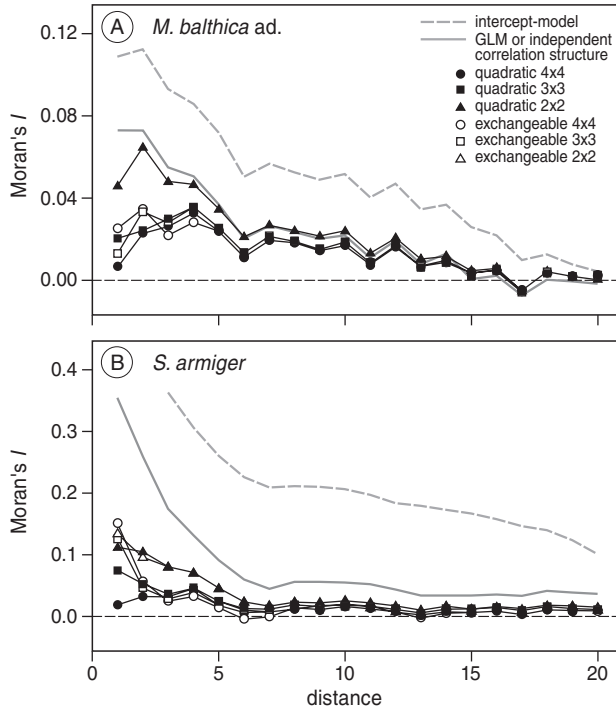 A M. balthica ad.
intercept-model
GLM or independent
correlation structure
quadratic 4x4
quadratic 3x3
quadratic 2x2
exchangeable 4x4
exchangeable 3x3
exchangeable 2x2
0.12
0.08
0.04
0.00
Moran's I
B S. armiger
0.4
0.3
0.2
0.1
0.0
Moran's I
0 5 10 15 20
distance